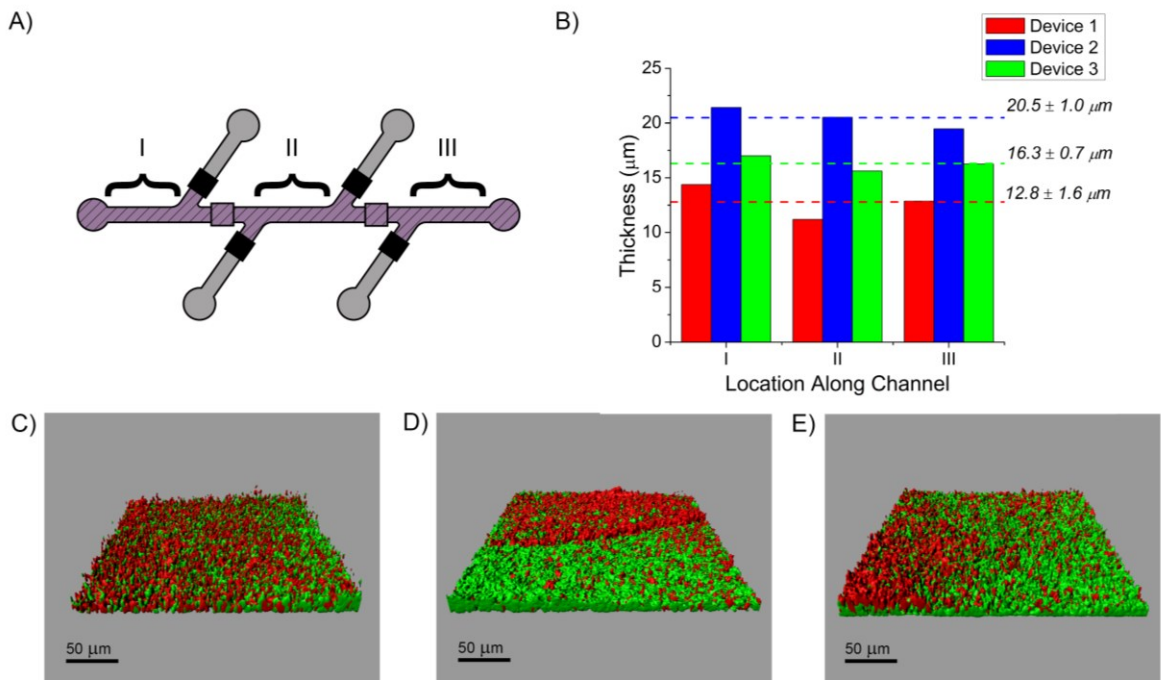 A)
I
II
III
B)
Device 1
Device 2
Device 3
25
20
15
10
5
0
Thickness (μm)
20.5 ± 1.0 μm
16.3 ± 0.7 μm
12.8 ± 1.6 μm
I
II
III
Location Along Channel
C)
50 μm
D)
50 μm
E)
50 μm